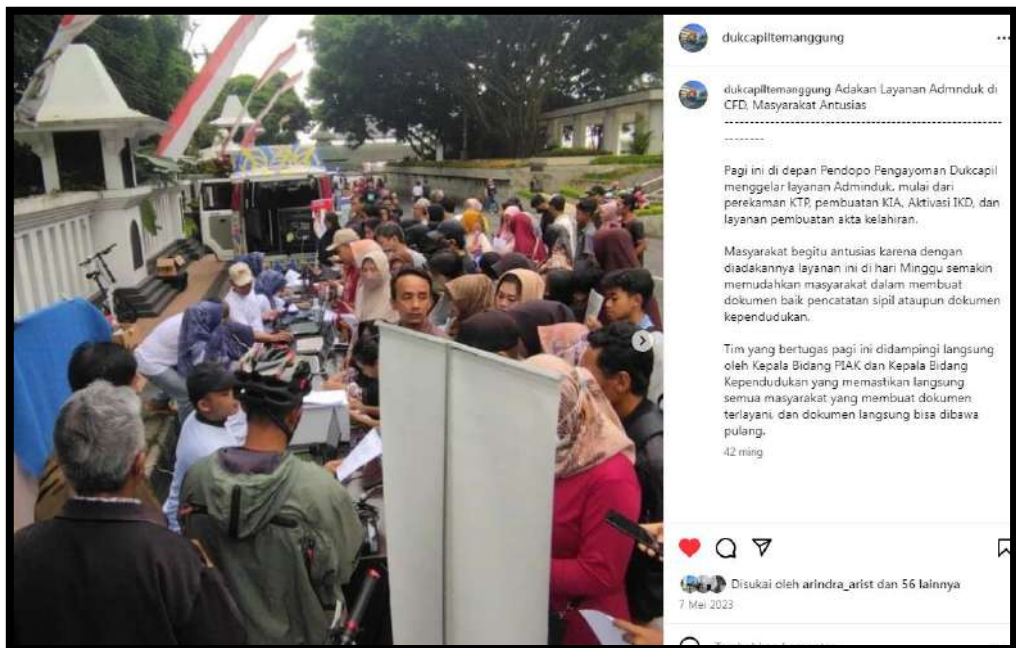 dukcapiltemanggung
dukcapiltemanggung Adakan Layanan Admnduk di
CFD, Masyarakat Antusias
--------------------------------------------------------
--------
Pagi ini di depan Pendopo Pengayoman Dukcapil
menggelar layanan Adminduk, mulai dari
perekaman KTP, pembuatan KIA, Aktivasi IKD, dan
layanan pembuatan akta kelahiran.
Masyarakat begitu antusias karena dengan
diadakannya layanan ini di hari Minggu semakin
memudahkan masyarakat dalam membuat
dokumen baik pencatatan sipil ataupun dokumen
kependudukan.
Tim yang bertugas pagi ini didampingi langsung
oleh Kepala Bidang PIAK dan Kepala Bidang
Kependudukan yang memastikan langsung
semua masyarakat yang membuat dokumen
terlayani, dan dokumen langsung bisa dibawa
pulang.
42 ming
Disukai oleh arindra_arist dan 56 lainnya
7 Mei 2023